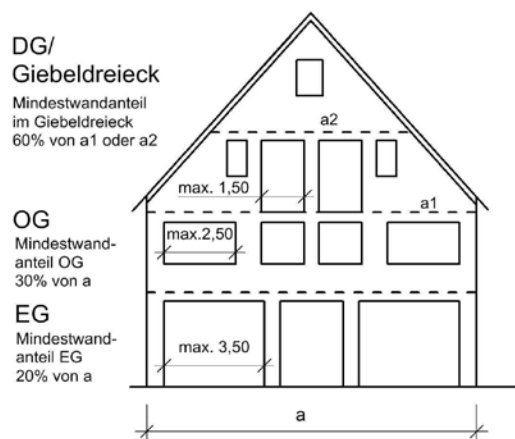 DG/
Giebeldreieck
Mindestwandanteil
im Giebeldreieck
60% von a1 oder a2
a2
max. 1,50
a1
OG
Mindestwand-
anteil OG
30% von a
max.2,50
EG
Mindestwand-
anteil EG
20% von a
max. 3,50
a